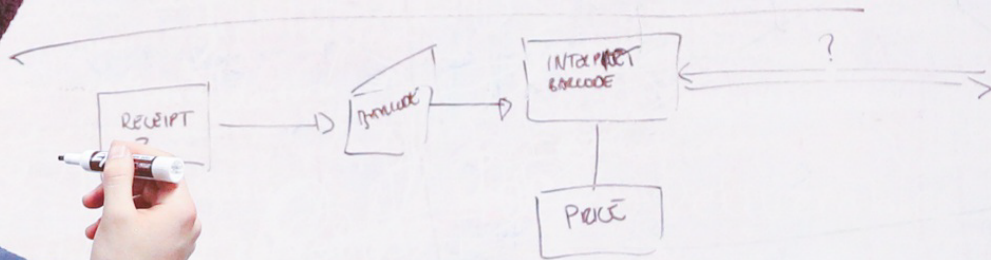 RECEIPT
?
BARCODE
INTERPRET
BARCODE
?
PRICE